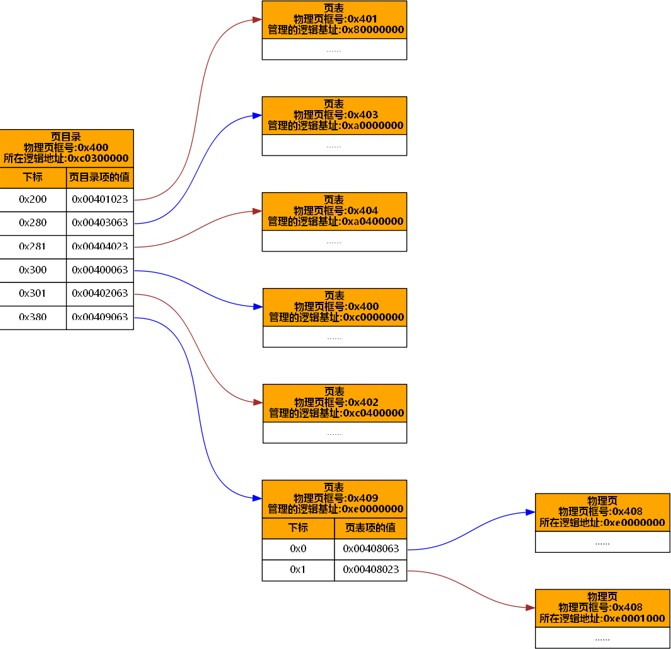 页表
物理页框号:0x401
管理的逻辑基址:0x80000000
......
页表
物理页框号:0x403
管理的逻辑基址:0xa0000000
......
页目录
物理页框号:0x400
所在逻辑地址:0xc0300000
下标 页目录项的值
0x200 0x00401023
0x280 0x00403063
0x281 0x00404023
0x300 0x00400063
0x301 0x00402063
0x380 0x00409063
页表
物理页框号:0x404
管理的逻辑基址:0xa0400000
......
页表
物理页框号:0x400
管理的逻辑基址:0xc0000000
......
页表
物理页框号:0x402
管理的逻辑基址:0xc0400000
......
页表
物理页框号:0x409
管理的逻辑基址:0xe0000000
下标 页表项的值
0x0 0x00408063
0x1 0x00408023
物理页
物理页框号:0x408
所在逻辑地址:0xe0000000
......
物理页
物理页框号:0x408
所在逻辑地址:0xe0001000
......